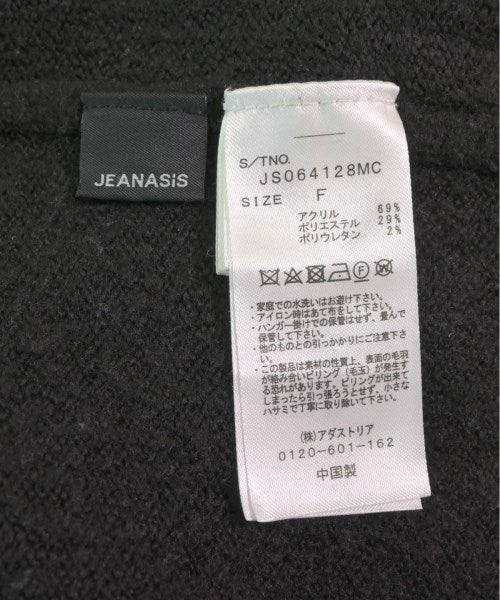 JEANASiS
S/TNO.
JS064128MC
SIZE F
アクリル 69%
ポリエステル 29%
ポリウレタン 2%
・家庭での水洗いはお避け下さい。
・アイロン時はあて布をして下さい。
・ハンガー掛けでの保管はせず、畳んで
保管して下さい。
・他のものとの引っかかりにご注意下さ
い。
・この製品は素材の性質上、表面の毛羽
が絡み合いピリング(毛玉)が発生す
る恐れがあります。ピリングが出来て
しまったら引っ張ろうとせず、小さな
ハサミで丁寧に取り除いて下さい。
(株)アダストリア
0120-601-162
中国製